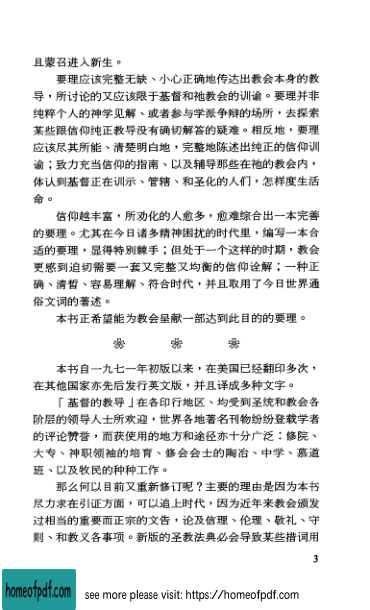 且蒙召进入新生。
要理应该完整无缺、小心正确地传达出教会本身的教
导，所讨论的又应该限于基督和祂教会的训谕。要理并非
纯粹个人的神学见解、或者参与学派争辩的场所，去探索
某些跟信仰纯正教导没有确切解答的疑难。相反地，要理
应该尽其所能、清楚明白地，完整地陈述出纯正的信仰训
谕；致力充当信仰的指南、以及辅导那些在祂的教会内，
体认到基督正在训示、管辖、和圣化的人们，怎样度生活
命。
信仰越丰富，所劝化的人愈多，愈难综合出一本完善
的要理。尤其在今日诸多精神困扰的时代里，编写一本合
适的要理，显得特别棘手；但处于一个这样的时期，教会
更感到迫切需要一套又完整又均衡的信仰诠解；一种正
确、清晢、容易理解、符合时代，并且取用了今日世界通
俗文词的著述。
本书正希望能为教会呈献一部达到此目的的要理。
本书自一九七一年初版以来，在美国已经翻印多次，
在其他国家亦先后发行英文版，并且译成多种文字。
「基督的教导」在各印行地区、均受到圣统和教会各
阶层的领导人士所欢迎，世界各地著名刊物纷纷登载学者
的评论赞誉，而获使用的地方和途径亦十分广泛：修院、
大专、神职领袖的培育、修会会士的陶冶、中学、慕道
班、以及牧民的种种工作。
那么何以目前又重新修订呢？主要的理由是因为本书
尽力求在引证方面，可以追上时代，因为近年来教会颁发
过相当的重要而正宗的文告，论及信理、伦理、敬礼、守
则、和教义各事项。新版的圣教法典必会导致某些措词用
3
homeofpdf.com
see more please visit: https://homeofpdf.com